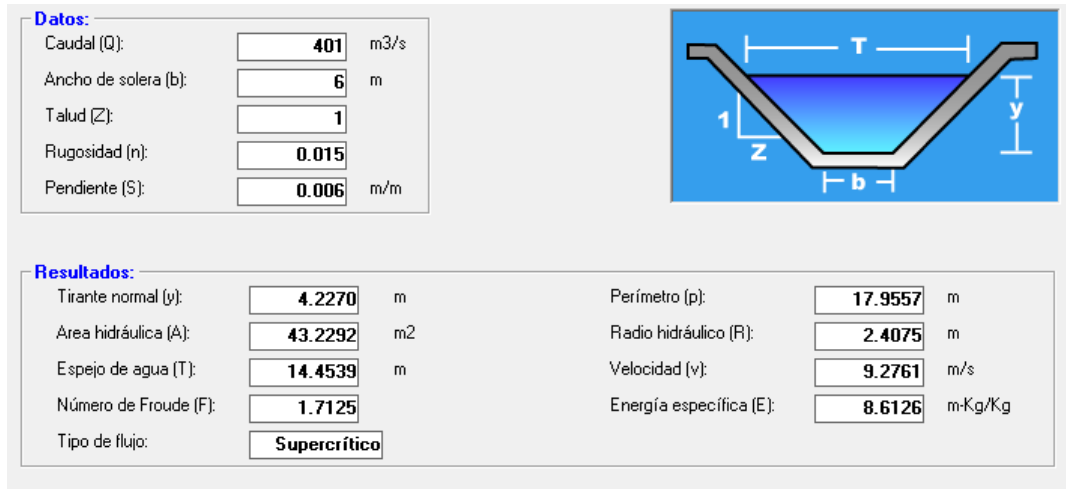 Datos:
Caudal (Q): 401 m3/s
Ancho de solera (b): 6 m
Talud (Z): 1
Rugosidad (n): 0.015
Pendiente (S): 0.006 m/m
T
y
1
Z
b
Resultados:
Tirante normal (y): 4.2270 m Perímetro (p): 17.9557 m
Area hidráulica (A): 43.2292 m2 Radio hidráulico (R): 2.4075 m
Espejo de agua (T): 14.4539 m Velocidad (v): 9.2761 m/s
Número de Froude (F): 1.7125 Energía específica (E): 8.6126 m-Kg/Kg
Tipo de flujo: Supercrítico